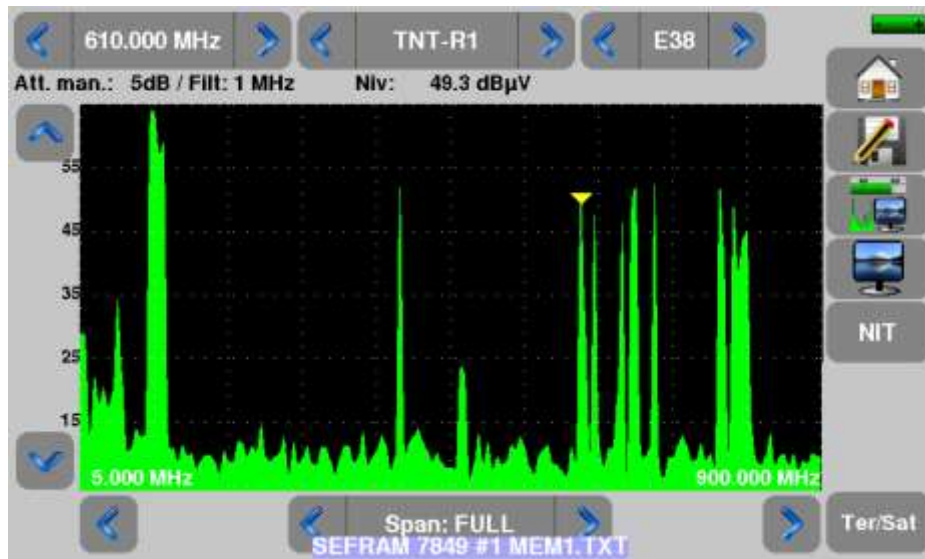 610.000 MHz TNT-R1 E38
Att. man.: 5dB / Filt: 1 MHz Niv: 49.3 dBµV
55
45
35
25
15
5.000 MHz 900.000 MHz
NIT
Span: FULL
Ter/Sat
SEFRAM 7849 #1 MEM1.TXT